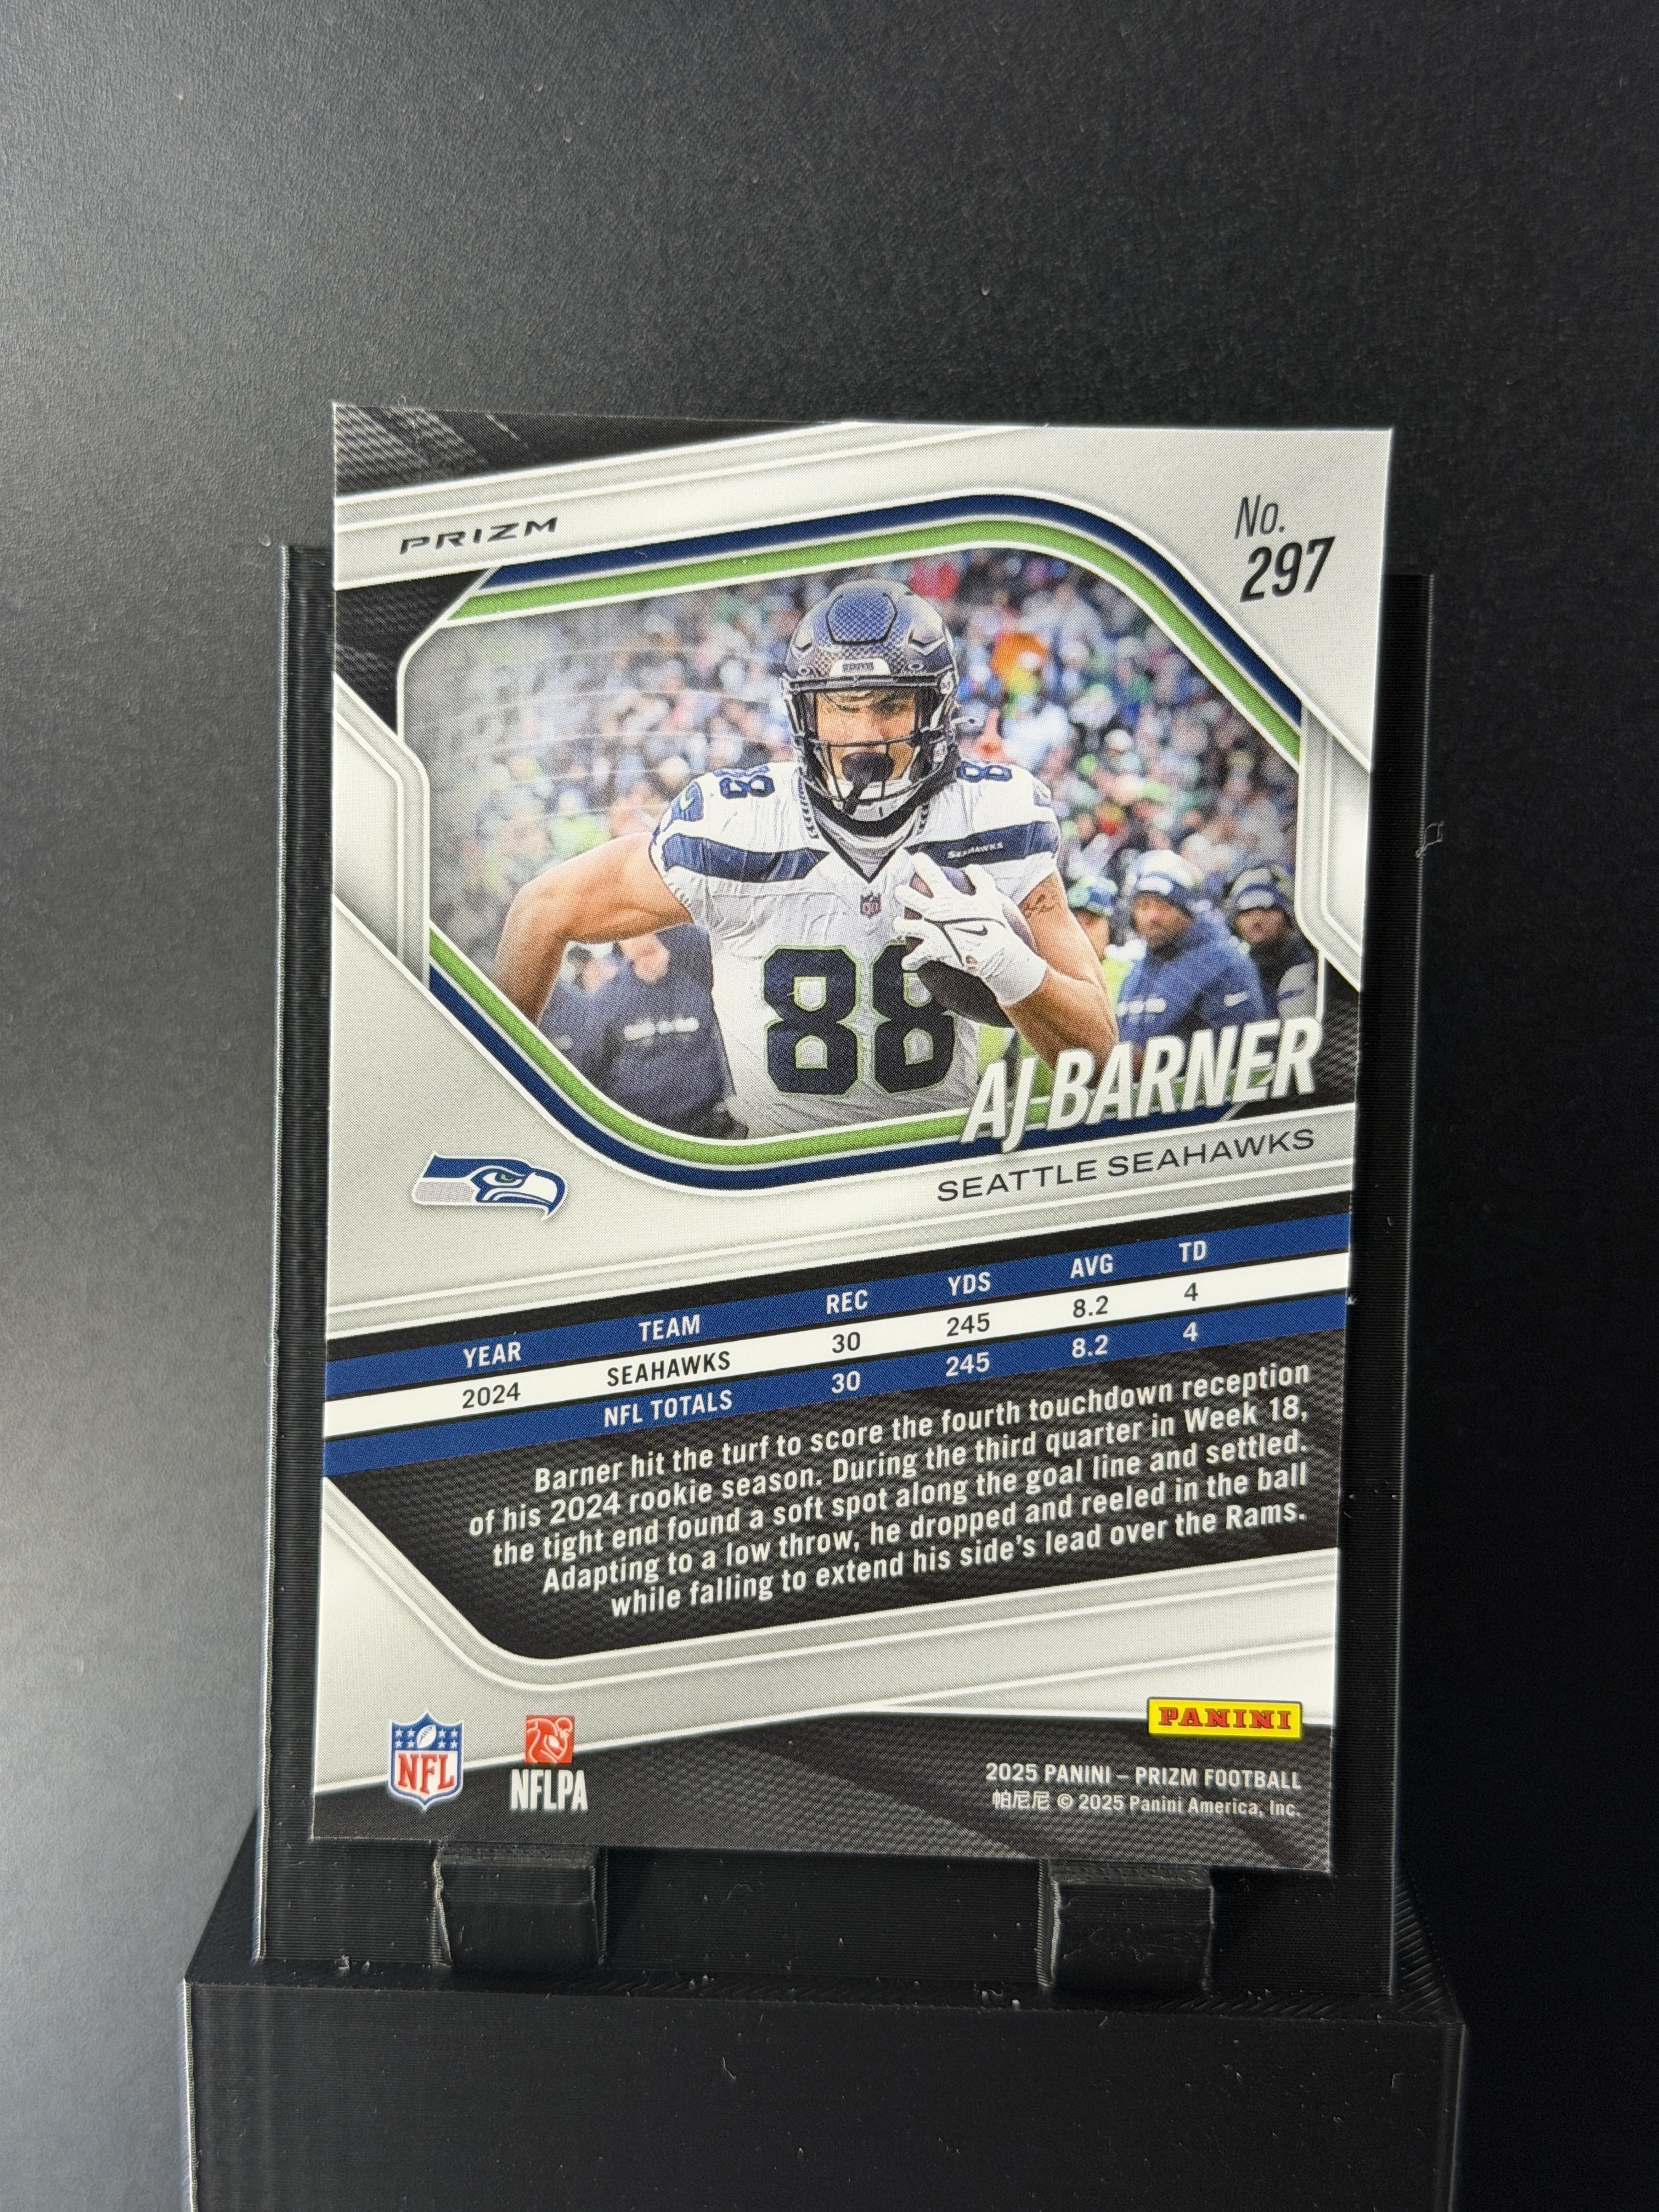 PRIZM
No.
297
SEAHAWKS
88
88
SEAHAWKS
88
AJ BARNER
SEATTLE SEAHAWKS
YEAR TEAM REC YDS AVG TD
2024 SEAHAWKS 30 245 8.2 4
NFL TOTALS 30 245 8.2 4
Barner hit the turf to score the fourth touchdown reception
of his 2024 rookie season. During the third quarter in Week 18,
the tight end found a soft spot along the goal line and settled.
Adapting to a low throw, he dropped and reeled in the ball
while falling to extend his side's lead over the Rams.
NFL
NFLPA
PANINI
2025 PANINI – PRIZM FOOTBALL
帕尼尼 © 2025 Panini America, Inc.